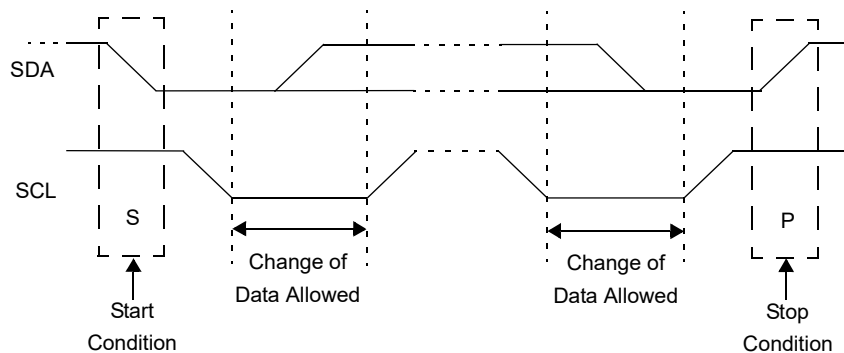 SDA
SCL
S
P
Change of
Data Allowed
Change of
Data Allowed
Start
Condition
Stop
Condition